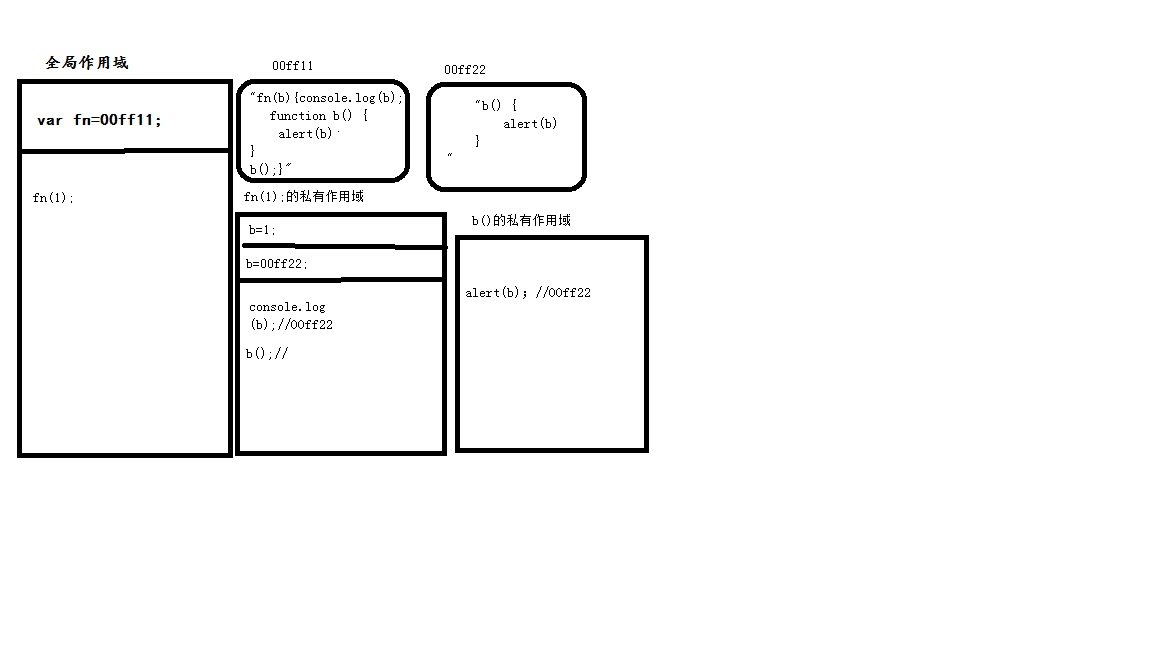 全局作用域
var fn=00ff11;
fn(1);
00ff11
"fn(b){console.log(b);
function b() {
alert(b)
}
b();}"
00ff22
"b() {
alert(b)
}
"
fn(1);的私有作用域
b=1;
b=00ff22;
console.log
(b);//00ff22
b();//
b()的私有作用域
alert(b); //00ff22